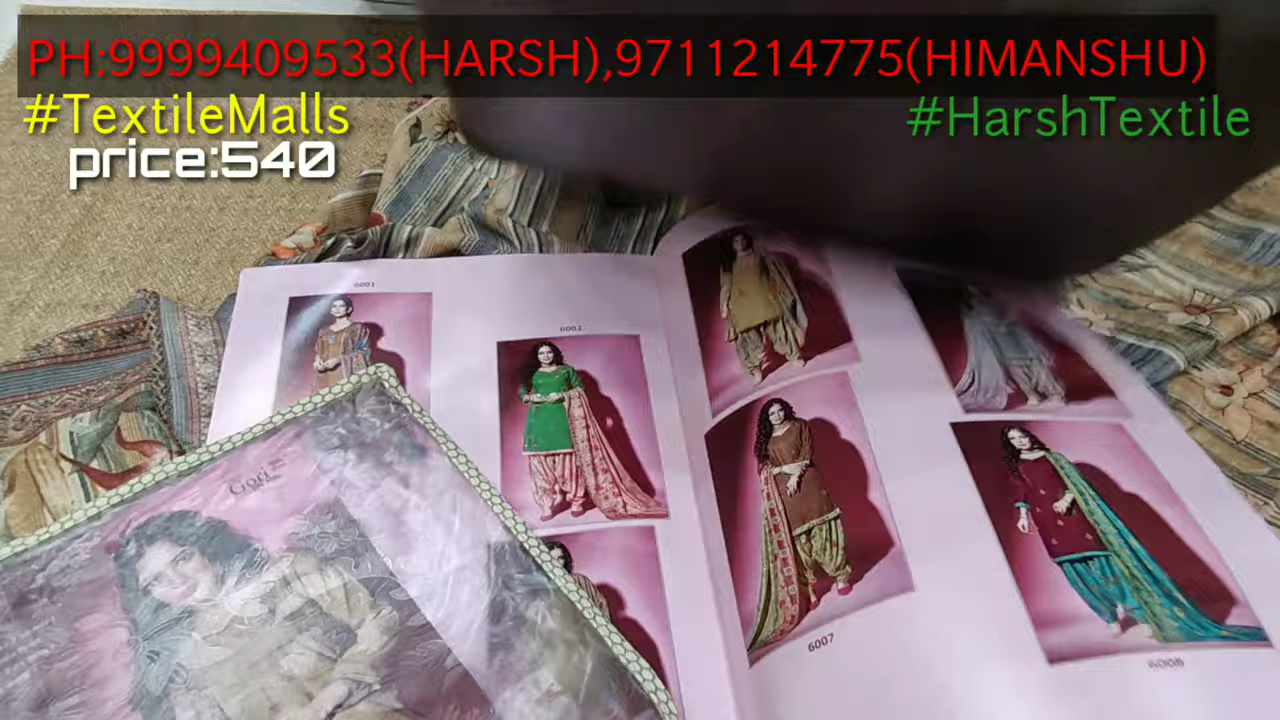 PH:9999409533(HARSH),9711214775(HIMANSHU)
#TextileMalls
#HarshTextile
price:540
6001
6002
Gori
6007
6008